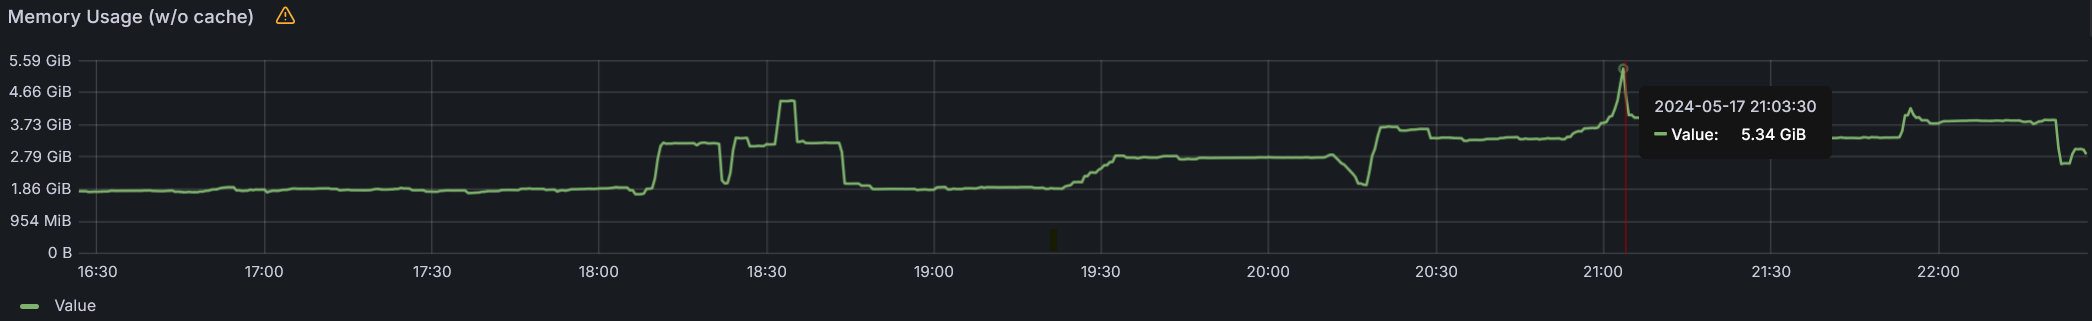 Memory Usage (w/o cache)
5.59 GiB
4.66 GiB
3.73 GiB
2.79 GiB
1.86 GiB
954 MiB
0 B
2024-05-17 21:03:30
Value: 5.34 GiB
16:30 17:00 17:30 18:00 18:30 19:00 19:30 20:00 20:30 21:00 21:30 22:00
Value